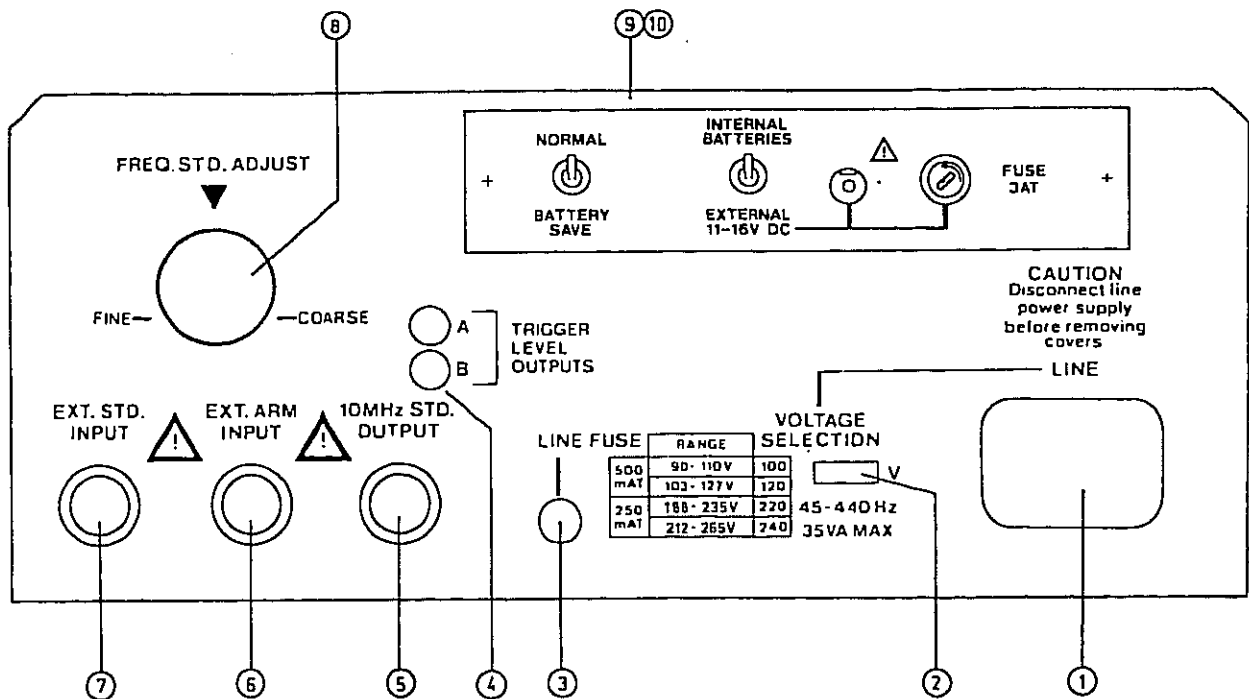 ⑧
⑨⑩
FREQ. STD. ADJUST
FINE
COARSE
NORMAL
BATTERY
SAVE
INTERNAL
BATTERIES
EXTERNAL
11-16V DC
FUSE
3AT
CAUTION
Disconnect line
power supply
before removing
covers
LINE
A
B
TRIGGER
LEVEL
OUTPUTS
EXT. STD.
INPUT
EXT. ARM
INPUT
10MHz STD.
OUTPUT
LINE FUSE
VOLTAGE
SELECTION
RANGE
500 mAT 90-110V 100
103-127V 120
250 mAT 188-235V 220
212-265V 240
V
45-440Hz
35VA MAX
⑦ ⑥ ⑤ ④ ③ ② ①